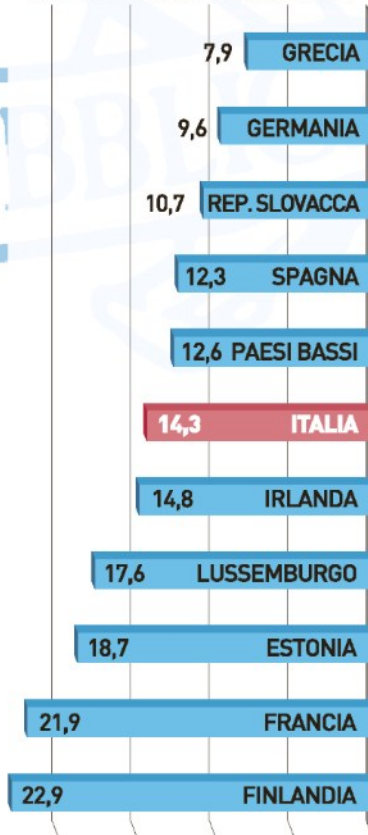 7,9 GRECIA
9,6 GERMANIA
10,7 REP. SLOVACCA
12,3 SPAGNA
12,6 PAESI BASSI
14,3 ITALIA
14,8 IRLANDA
17,6 LUSSEMBURGO
18,7 ESTONIA
21,9 FRANCIA
22,9 FINLANDIA